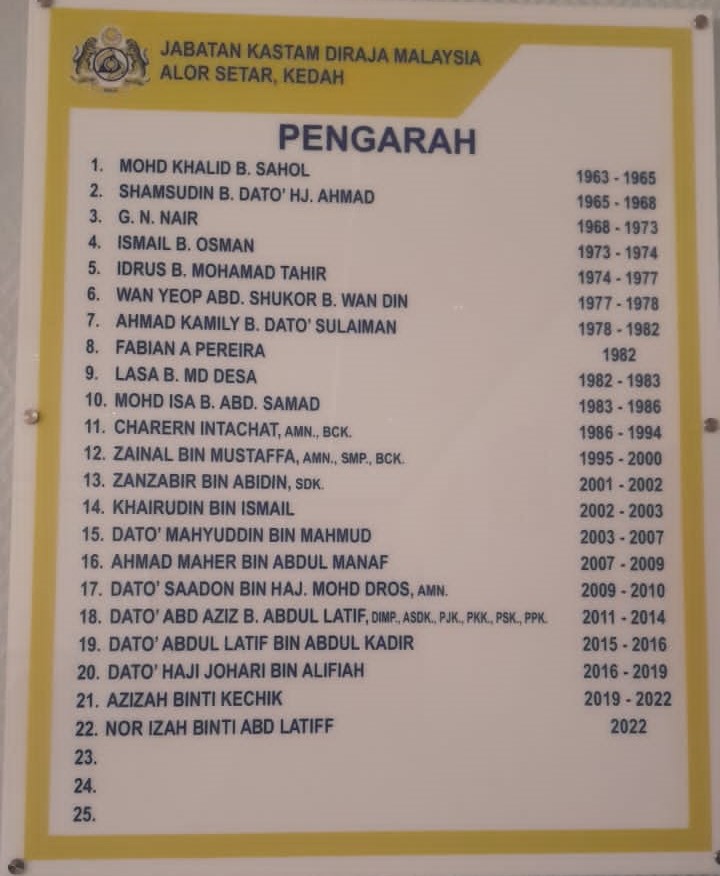 JABATAN KASTAM DIRAJA MALAYSIA
ALOR SETAR, KEDAH
PENGARAH
1. MOHD KHALID B. SAHOL 1963 - 1965
2. SHAMSUDIN B. DATO' HJ. AHMAD 1965 - 1968
3. G. N. NAIR 1968 - 1973
4. ISMAIL B. OSMAN 1973 - 1974
5. IDRUS B. MOHAMAD TAHIR 1974 - 1977
6. WAN YEOP ABD. SHUKOR B. WAN DIN 1977 - 1978
7. AHMAD KAMILY B. DATO' SULAIMAN 1978 - 1982
8. FABIAN A PEREIRA 1982
9. LASA B. MD DESA 1982 - 1983
10. MOHD ISA B. ABD. SAMAD 1983 - 1986
11. CHARERN INTACHAT, AMN., BCK. 1986 - 1994
12. ZAINAL BIN MUSTAFFA, AMN., SMP., BCK. 1995 - 2000
13. ZANZABIR BIN ABIDIN, SDK. 2001 - 2002
14. KHAIRUDIN BIN ISMAIL 2002 - 2003
15. DATO' MAHYUDDIN BIN MAHMUD 2003 - 2007
16. AHMAD MAHER BIN ABDUL MANAF 2007 - 2009
17. DATO' SAADON BIN HAJ. MOHD DROS, AMN. 2009 - 2010
18. DATO' ABD AZIZ B. ABDUL LATIF, DIMP., ASDK., PJK., PKK., PSK., PPK. 2011 - 2014
19. DATO' ABDUL LATIF BIN ABDUL KADIR 2015 - 2016
20. DATO' HAJI JOHARI BIN ALIFIAH 2016 - 2019
21. AZIZAH BINTI KECHIK 2019 - 2022
22. NOR IZAH BINTI ABD LATIFF 2022
23.
24.
25.